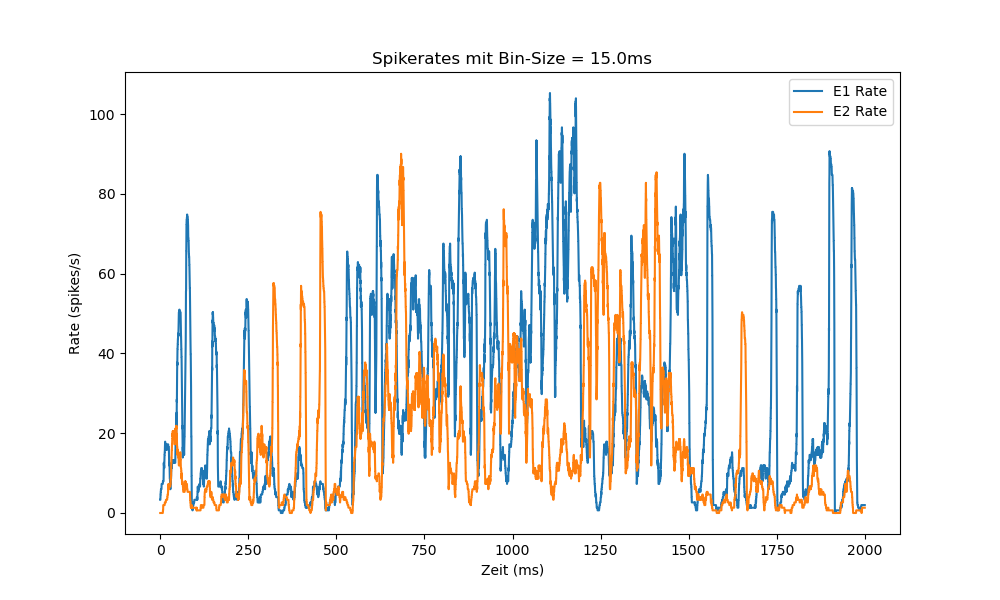 Spikerates mit Bin-Size = 15.0ms
E1 Rate
E2 Rate
100
80
60
40
20
0
Rate (spikes/s)
0 250 500 750 1000 1250 1500 1750 2000
Zeit (ms)